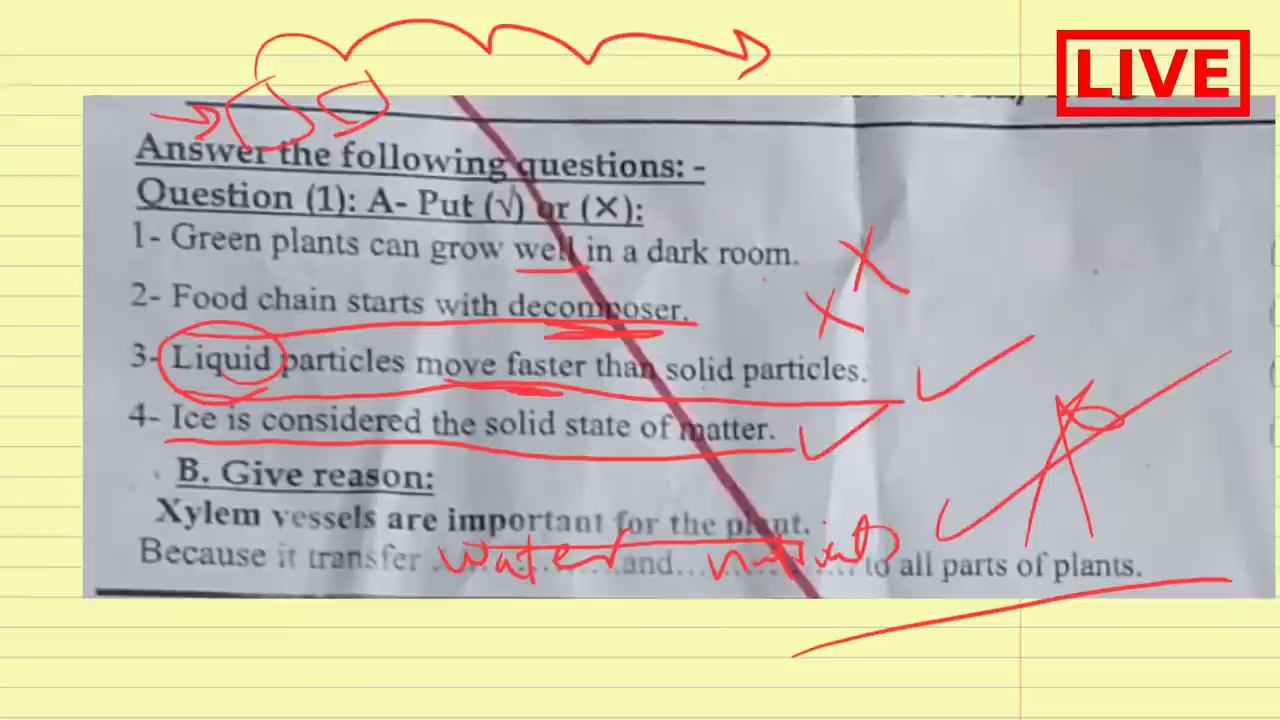 LIVE
Answer the following questions: -
Question (1): A- Put (√) or (✕):
1- Green plants can grow well in a dark room.
2- Food chain starts with decomposer.
3- Liquid particles move faster than solid particles.
4- Ice is considered the solid state of matter.
B. Give reason:
Xylem vessels are important for the plant.
Because it transfer water and to all parts of plants.